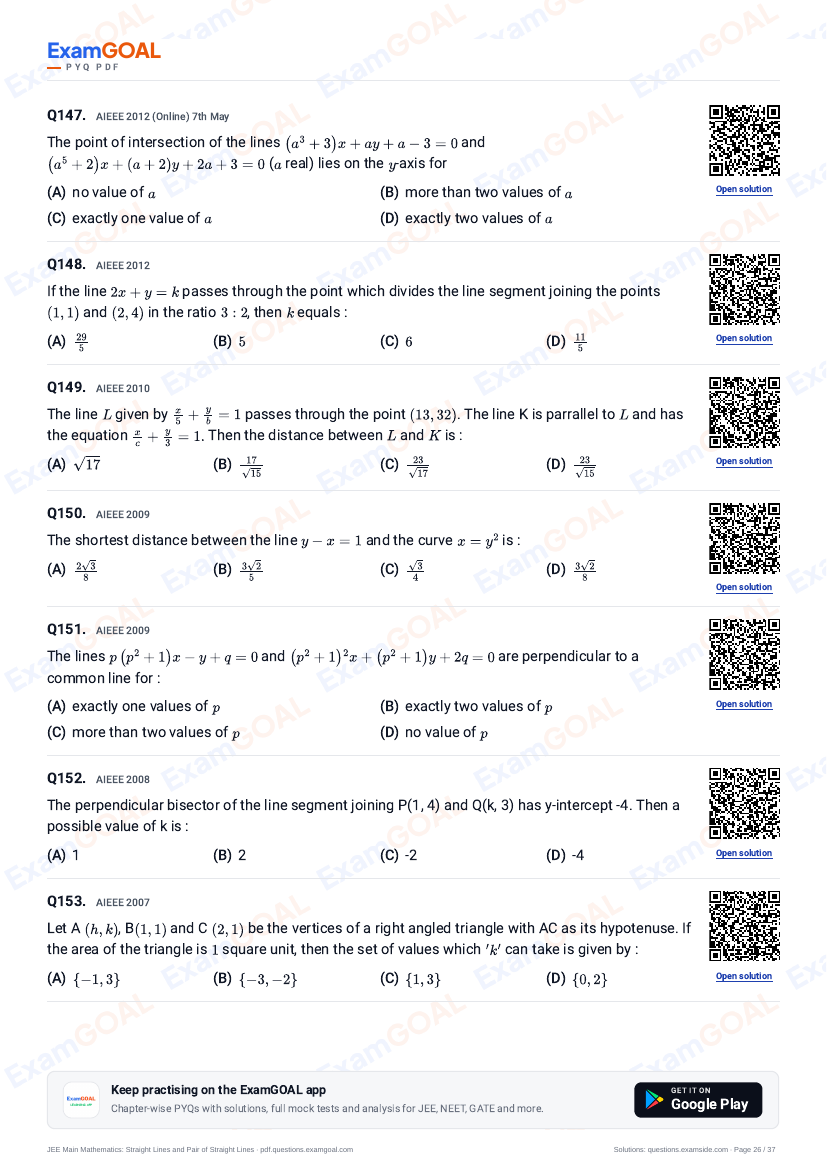 ExamGOAL
PYQ PDF
Q147. AIEEE 2012 (Online) 7th May
The point of intersection of the lines (a³ + 3)x + ay + a − 3 = 0 and
(a⁵ + 2)x + (a + 2)y + 2a + 3 = 0 (a real) lies on the y-axis for
(A) no value of a (B) more than two values of a
(C) exactly one value of a (D) exactly two values of a
Open solution
Q148. AIEEE 2012
If the line 2x + y = k passes through the point which divides the line segment joining the points
(1, 1) and (2, 4) in the ratio 3 : 2, then k equals :
(A) 29/5 (B) 5 (C) 6 (D) 11/5
Open solution
Q149. AIEEE 2010
The line L given by x/5 + y/b = 1 passes through the point (13, 32). The line K is parrallel to L and has
the equation x/c + y/3 = 1. Then the distance between L and K is :
(A) √17 (B) 17/√15 (C) 23/√17 (D) 23/√15
Open solution
Q150. AIEEE 2009
The shortest distance between the line y − x = 1 and the curve x = y² is :
(A) 2√3/8 (B) 3√2/5 (C) √3/4 (D) 3√2/8
Open solution
Q151. AIEEE 2009
The lines p (p² + 1)x − y + q = 0 and (p² + 1)²x + (p² + 1)y + 2q = 0 are perpendicular to a
common line for :
(A) exactly one values of p (B) exactly two values of p
(C) more than two values of p (D) no value of p
Open solution
Q152. AIEEE 2008
The perpendicular bisector of the line segment joining P(1, 4) and Q(k, 3) has y-intercept -4. Then a
possible value of k is :
(A) 1 (B) 2 (C) -2 (D) -4
Open solution
Q153. AIEEE 2007
Let A (h, k), B(1, 1) and C (2, 1) be the vertices of a right angled triangle with AC as its hypotenuse. If
the area of the triangle is 1 square unit, then the set of values which ′k′ can take is given by :
(A) {−1, 3} (B) {−3, −2} (C) {1, 3} (D) {0, 2}
Open solution
ExamGOAL
Keep practising on the ExamGOAL app
Chapter-wise PYQs with solutions, full mock tests and analysis for JEE, NEET, GATE and more.
GET IT ON
Google Play
JEE Main Mathematics: Straight Lines and Pair of Straight Lines · pdf.questions.examgoal.com
Solutions: questions.examside.com · Page 26 / 37